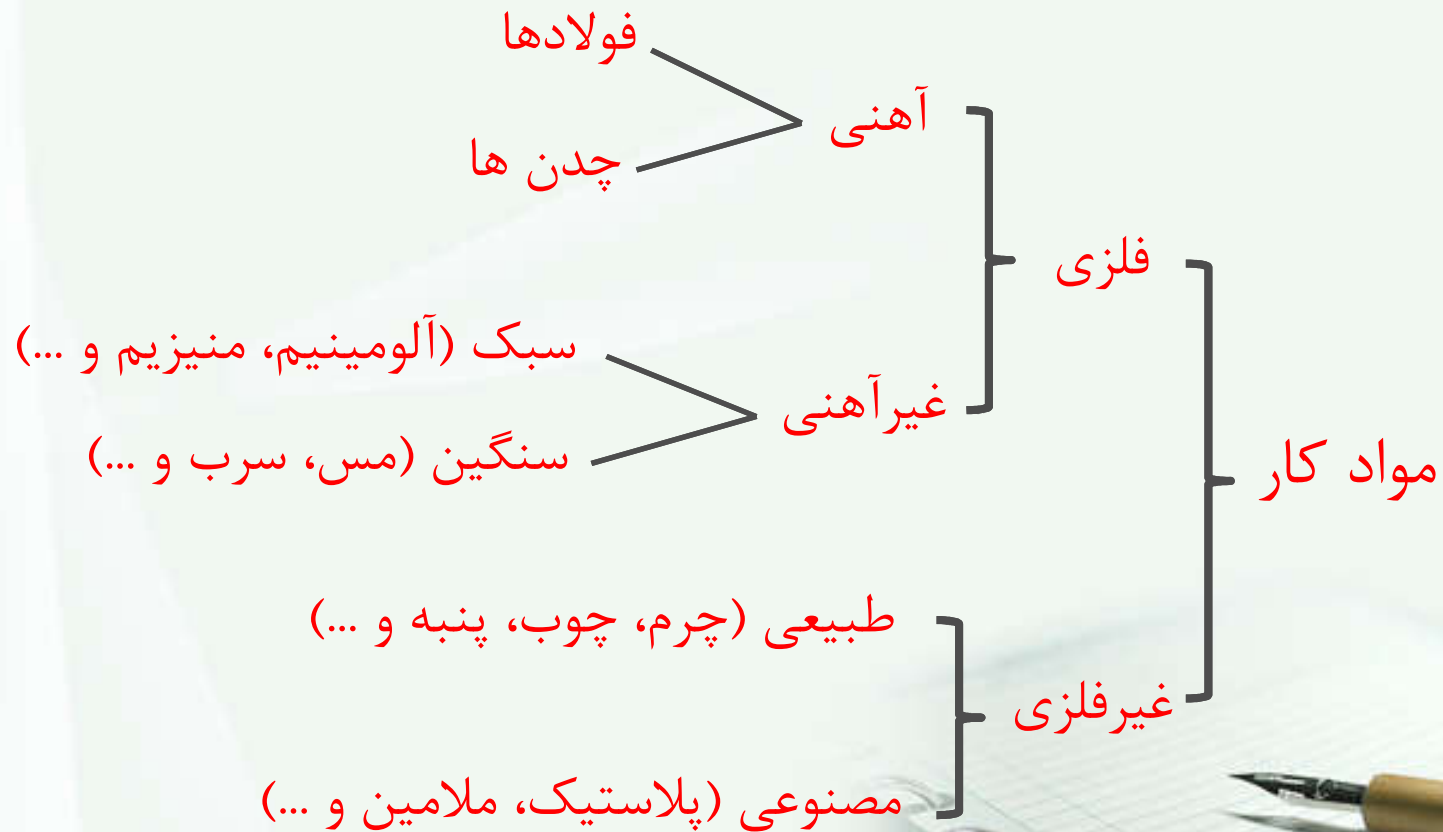 فولادها
آهنی
چدن ها
فلزی
سبک (آلومینیم، منیزیم و ...)
غیرآهنی
سنگین (مس، سرب و ...)
مواد کار
طبیعی (چرم، چوب، پنبه و ...)
غیرفلزی
مصنوعی (پلاستیک، ملامین و ...)